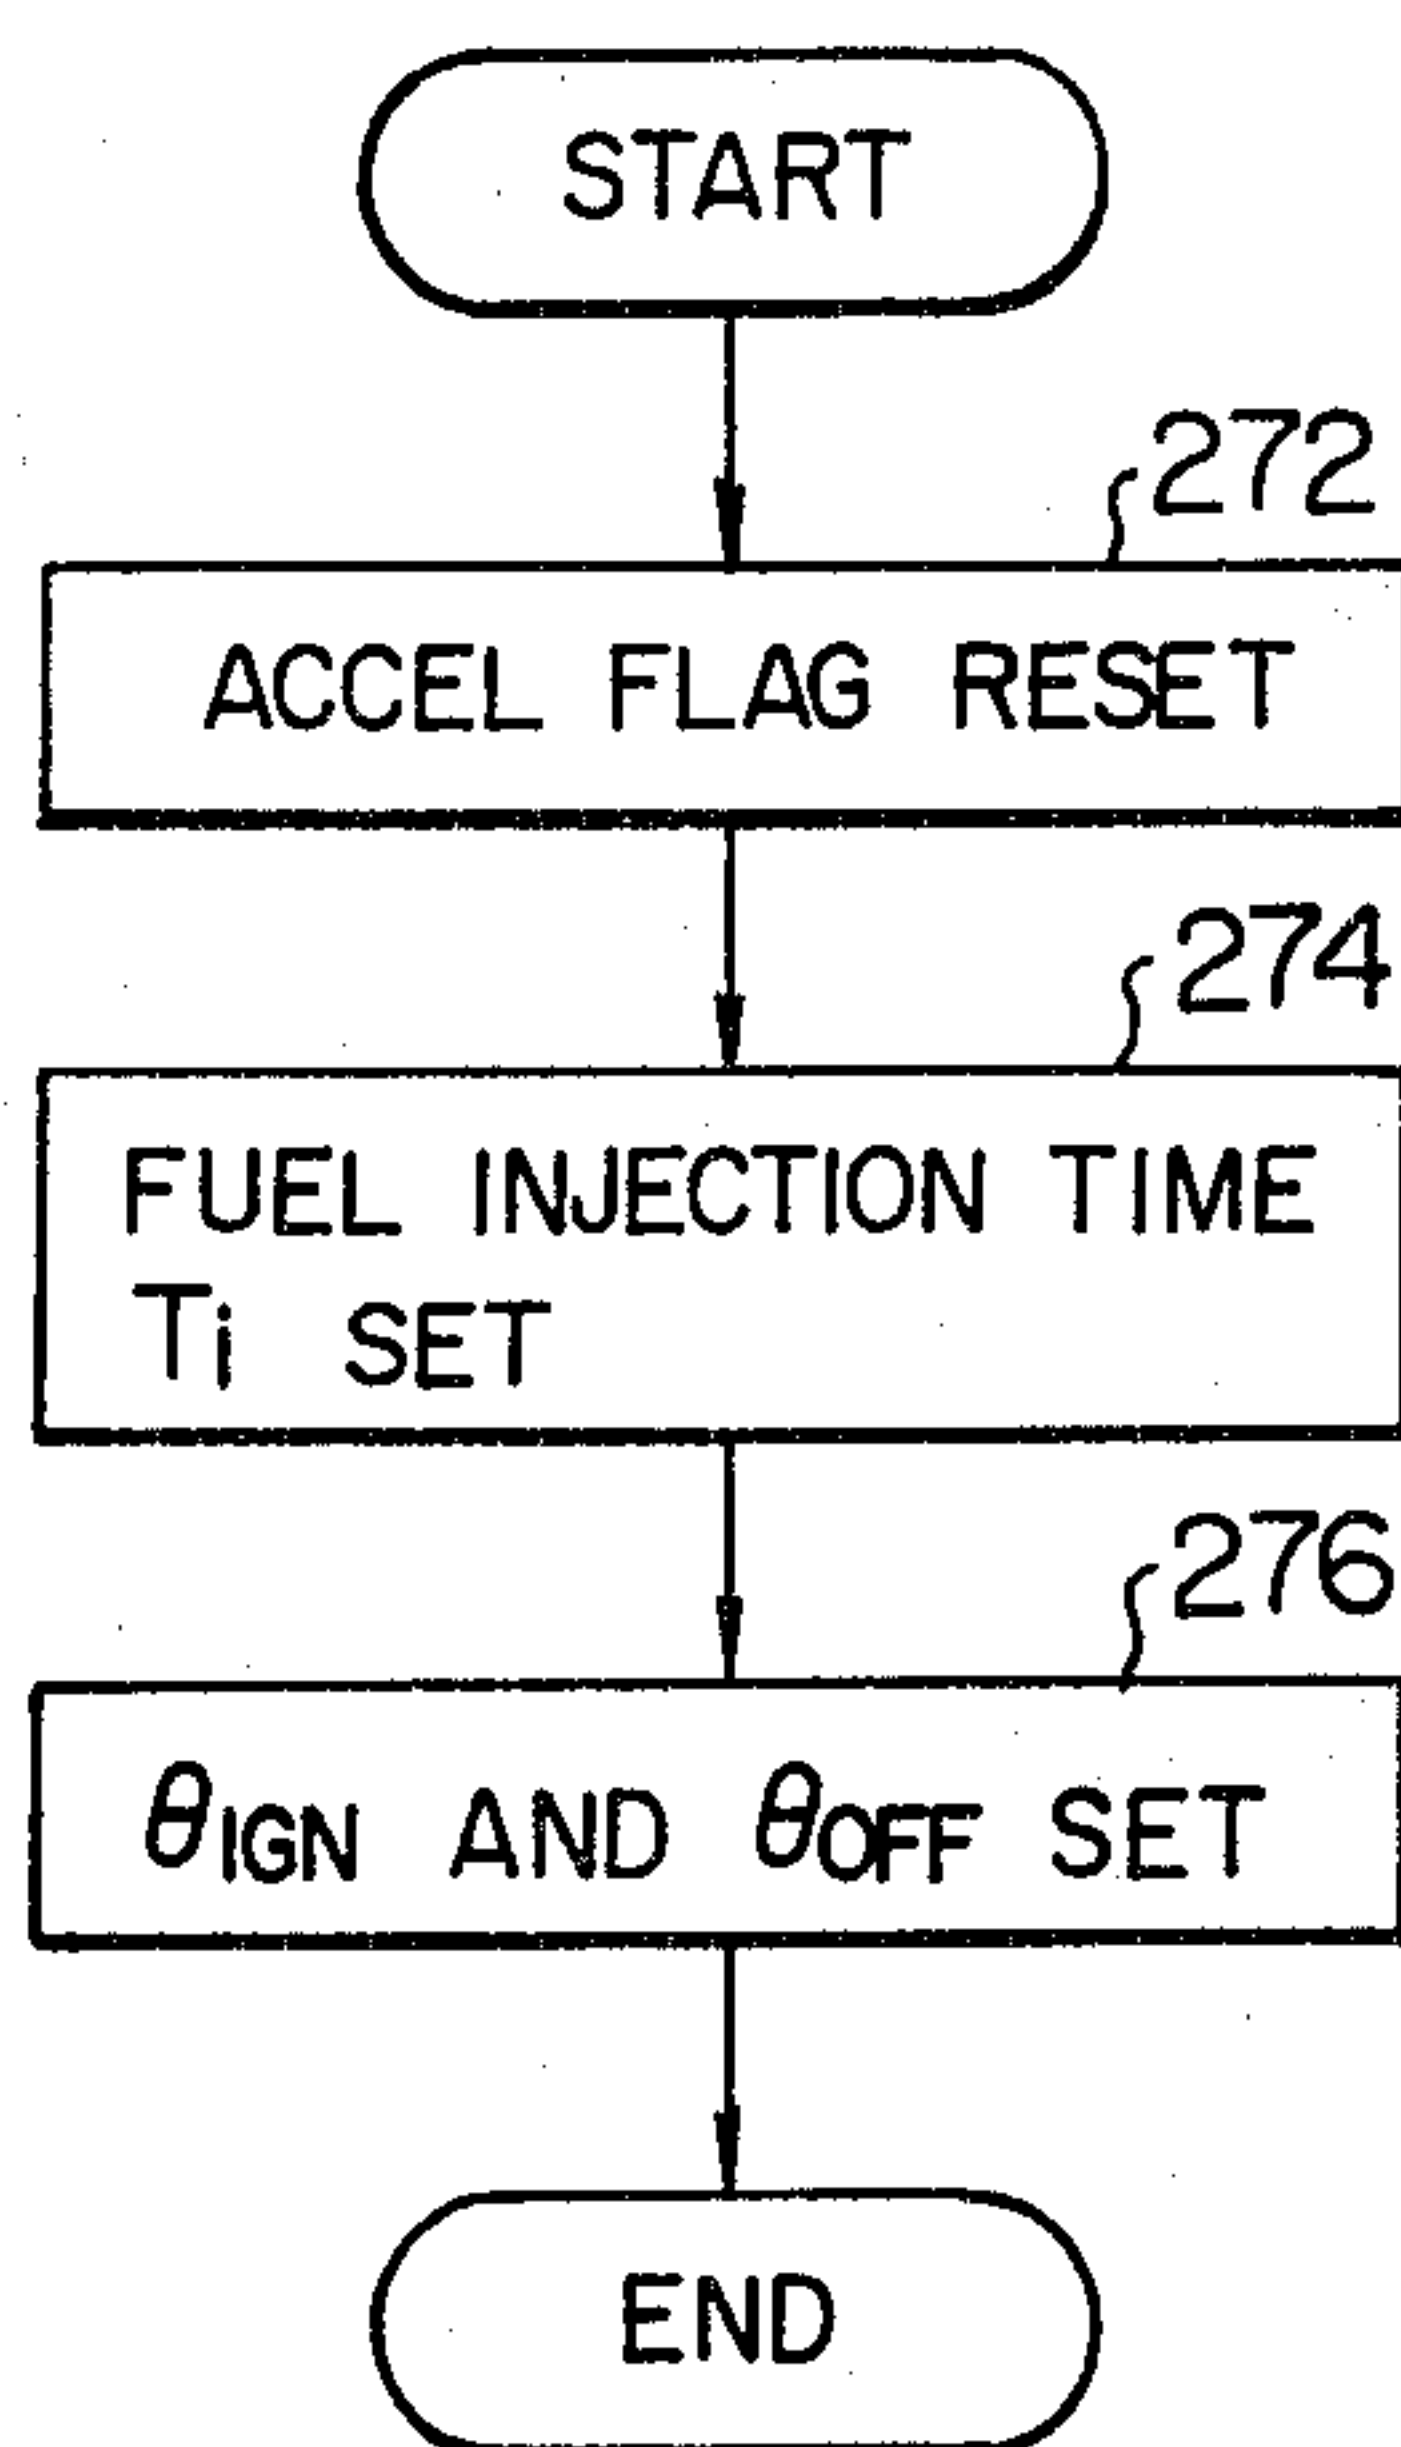 START
272
ACCEL FLAG RESET
274
FUEL INJECTION TIME
Ti SET
276
θIGN AND θOFF SET
END